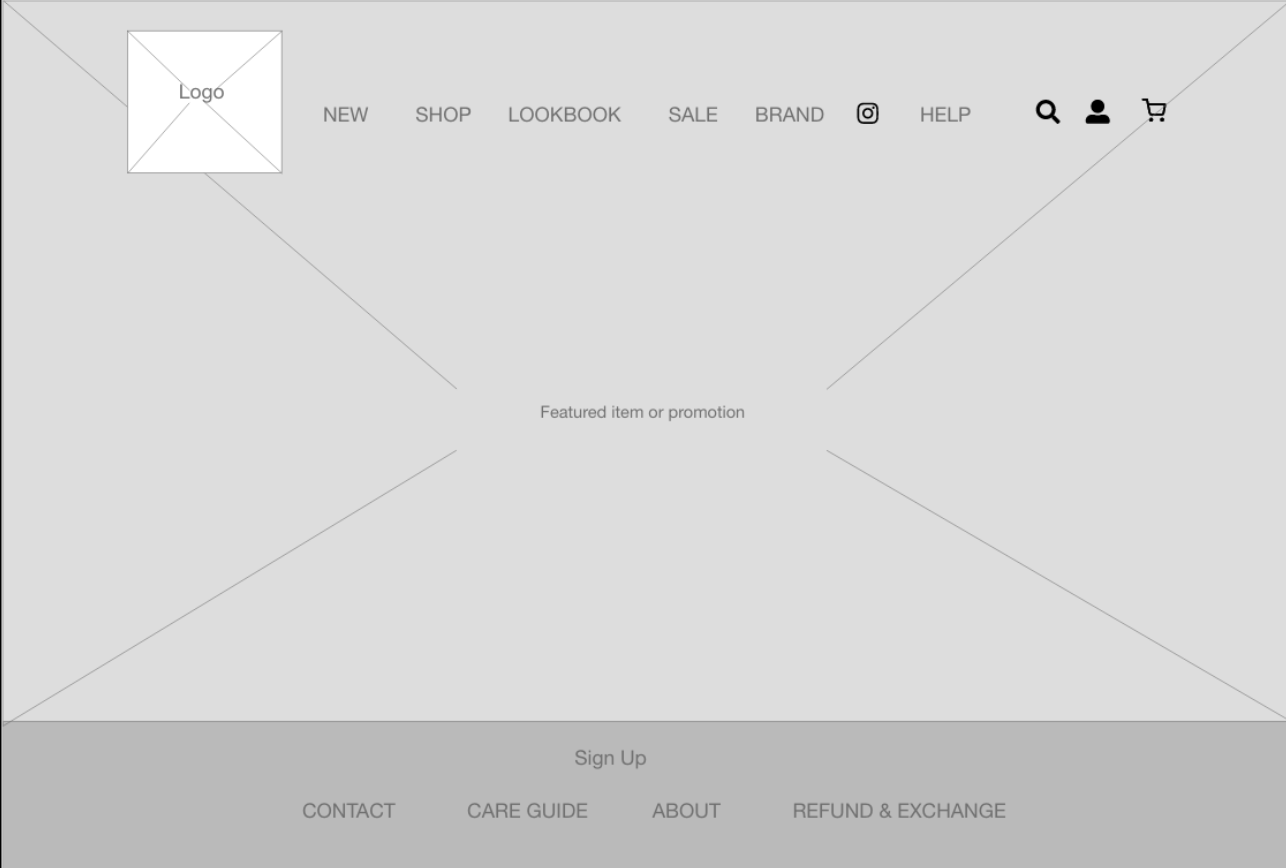 Logo
NEW SHOP LOOKBOOK SALE BRAND HELP
Featured item or promotion
Sign Up
CONTACT CARE GUIDE ABOUT REFUND & EXCHANGE